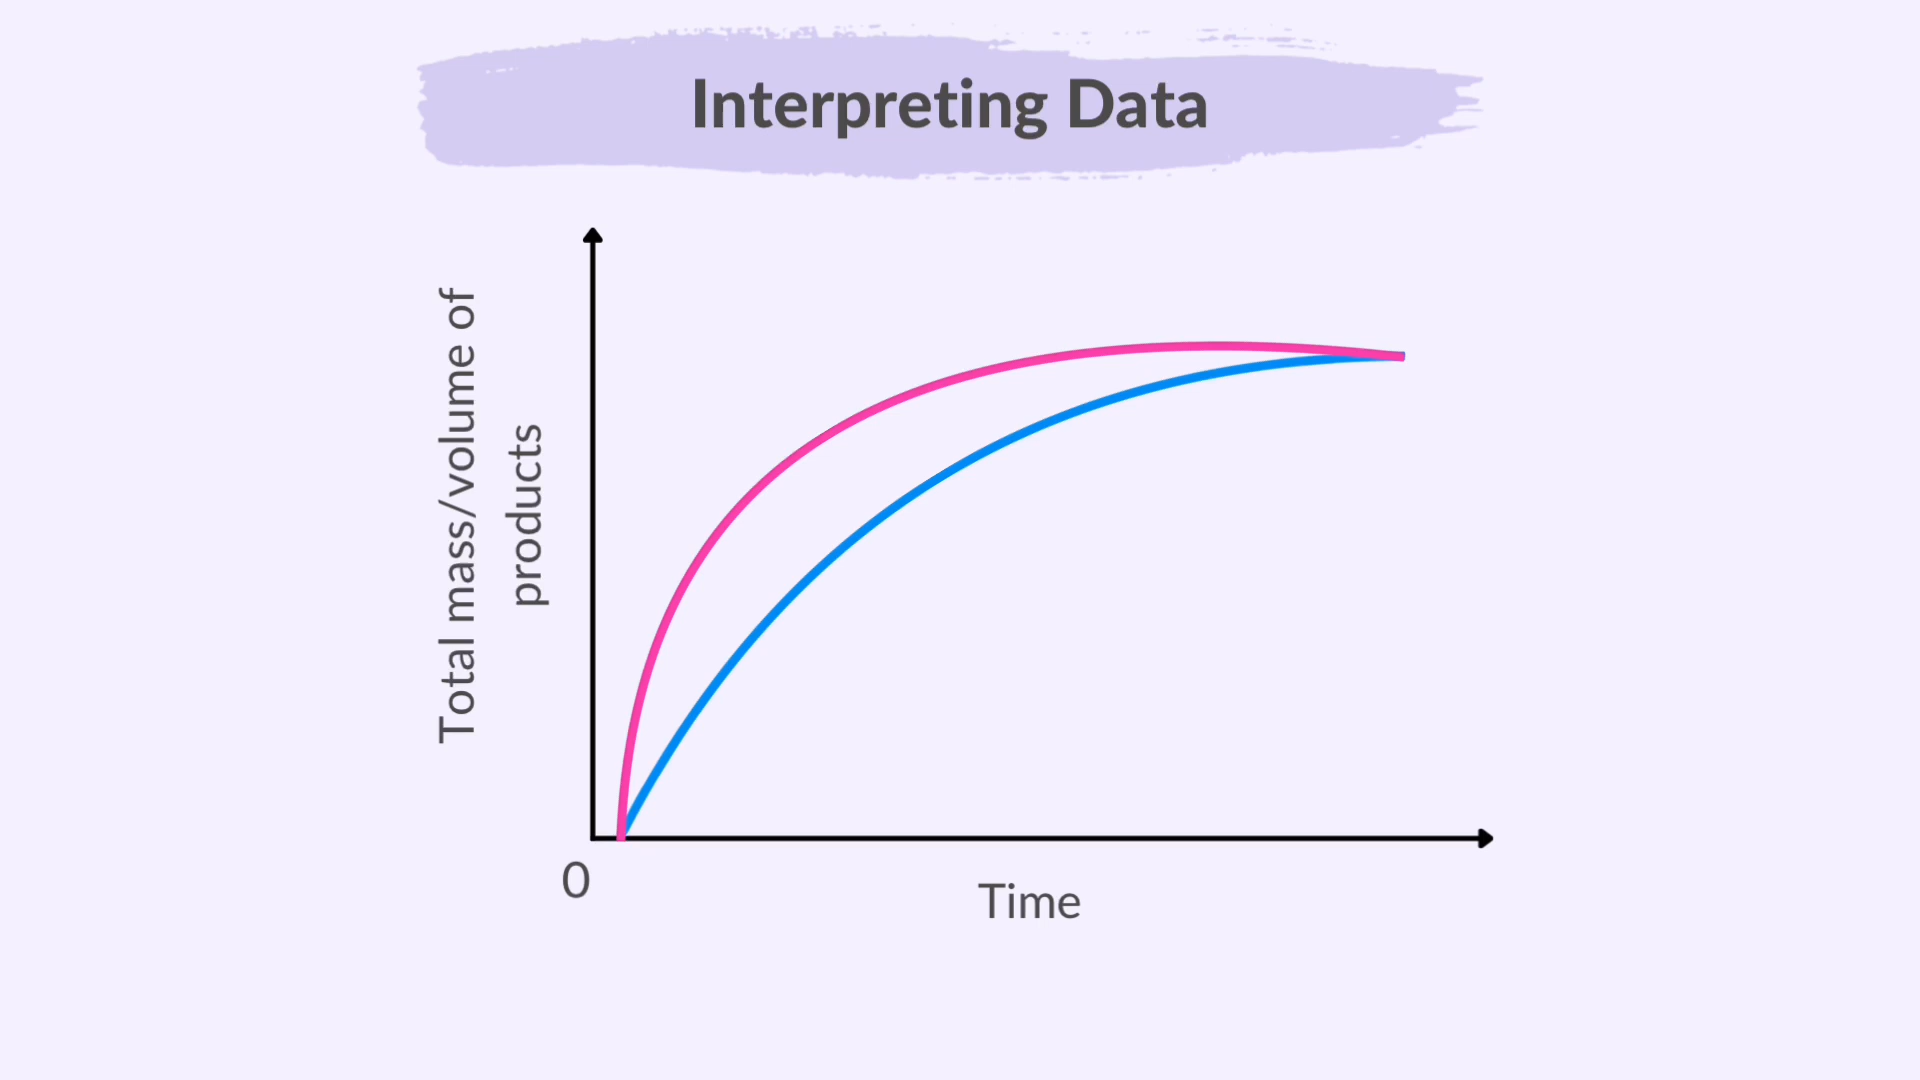 Interpreting Data
Total mass/volume of
products
0
Time